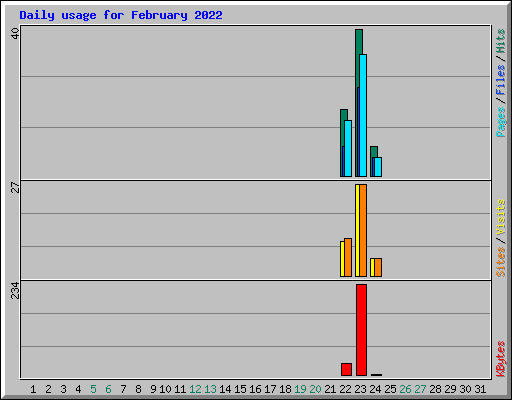 Daily usage for February 2022
40
27
234
Pages / Files / Hits
Sites / Visits
KBytes
1 2 3 4 5 6 7 8 9 10 11 12 13 14 15 16 17 18 19 20 21 22 23 24 25 26 27 28 29 30 31